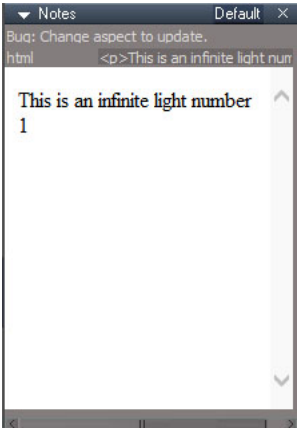 Notes Default
Bug: Change aspect to update.
html <p>This is an infinite light num
This is an infinite light number
1